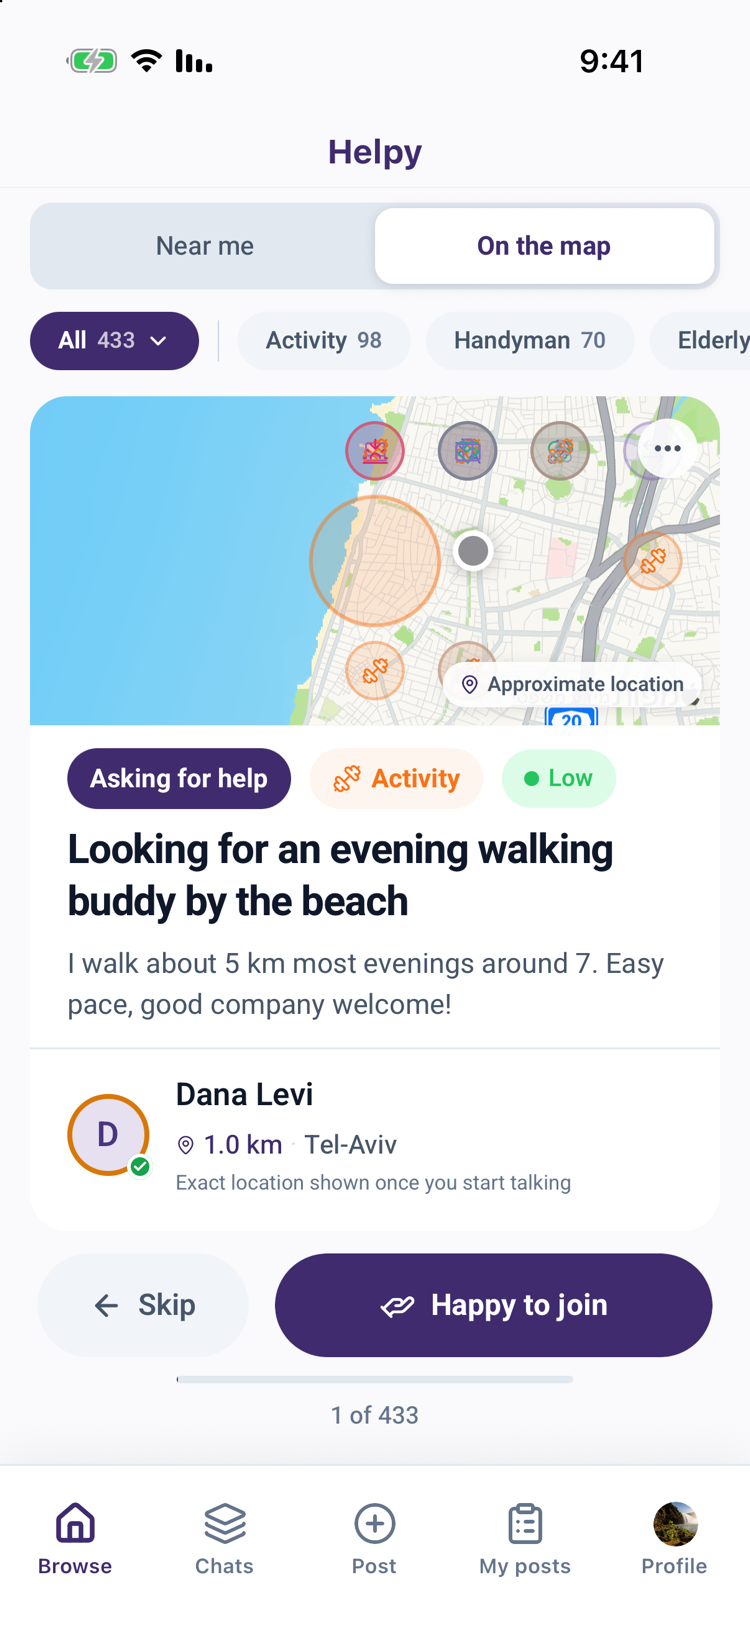 9:41
Helpy
Near me
On the map
All 433
Activity 98
Handyman 70
Elderly
Approximate location
20
Asking for help
Activity
Low
Looking for an evening walking
buddy by the beach
I walk about 5 km most evenings around 7. Easy
pace, good company welcome!
D
Dana Levi
1.0 km · Tel-Aviv
Exact location shown once you start talking
Skip
Happy to join
1 of 433
Browse
Chats
Post
My posts
Profile